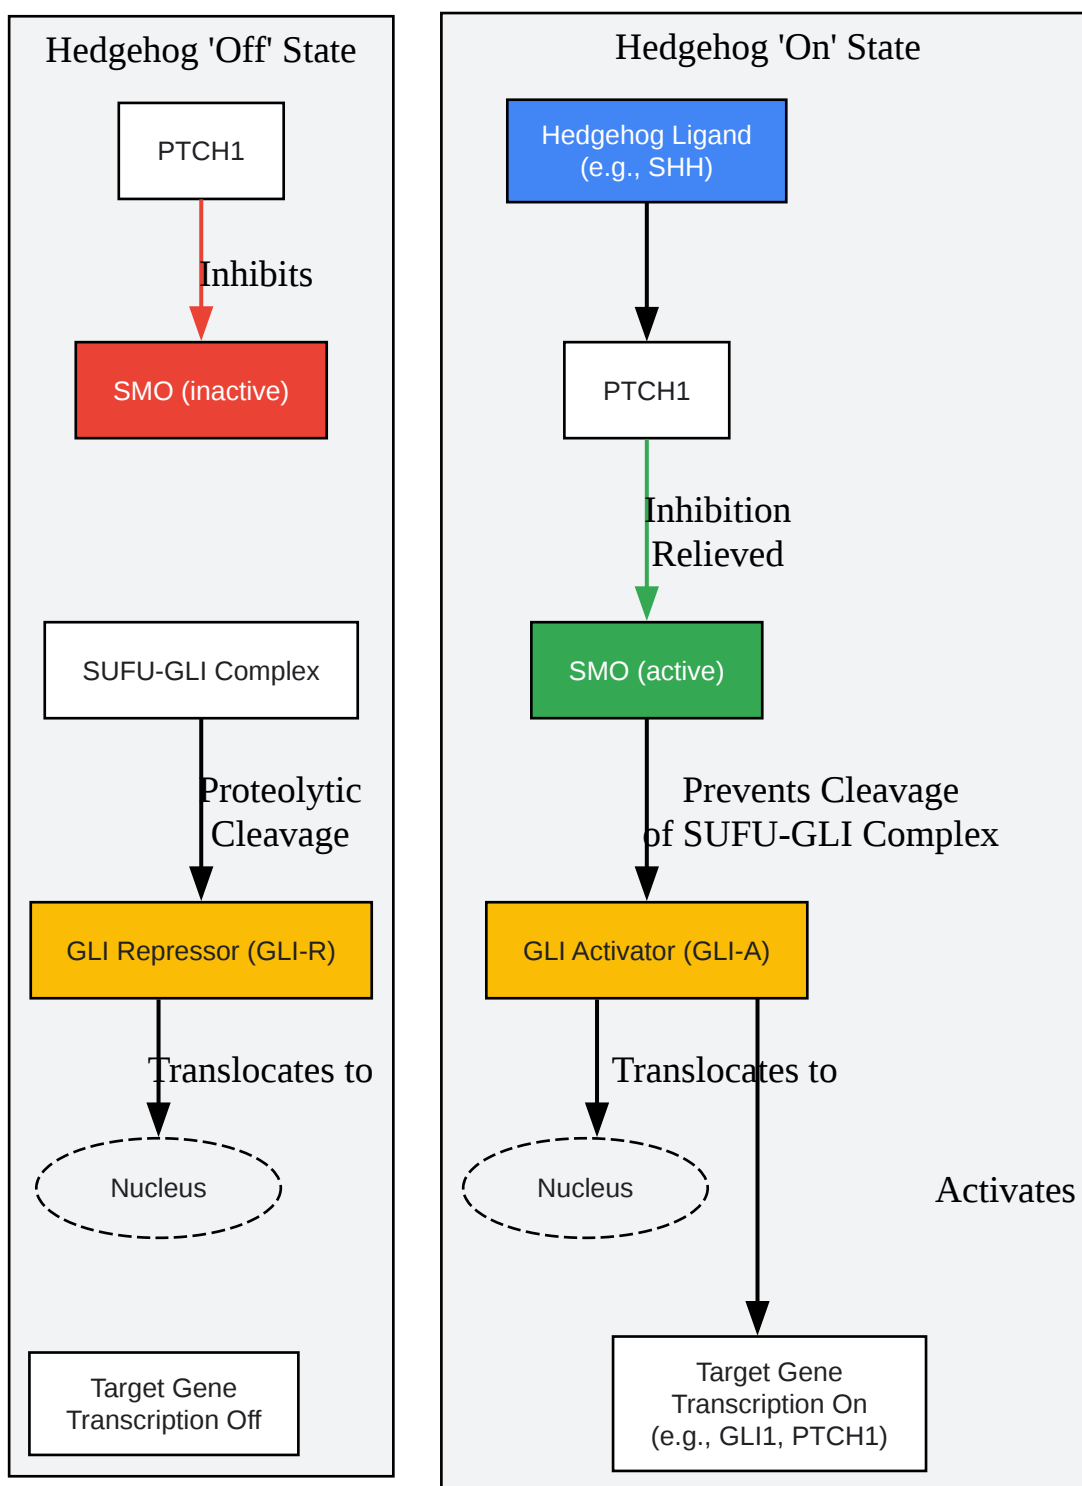 Hedgehog 'Off' State
PTCH1
Inhibits
SMO (inactive)
SUFU-GLI Complex
Proteolytic
Cleavage
GLI Repressor (GLI-R)
Translocates to
Nucleus
Target Gene
Transcription Off
Hedgehog 'On' State
Hedgehog Ligand
(e.g., SHH)
PTCH1
Inhibition
Relieved
SMO (active)
Prevents Cleavage
of SUFU-GLI Complex
GLI Activator (GLI-A)
Translocates to
Nucleus
Activates
Target Gene
Transcription On
(e.g., GLI1, PTCH1)